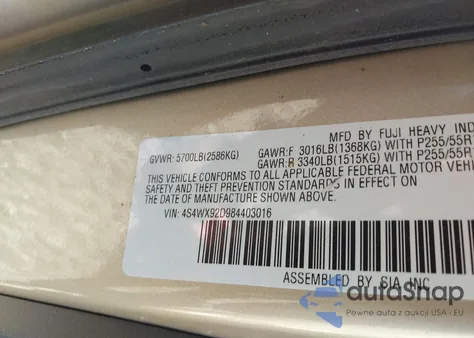 MFD BY FUJI HEAVY IND
GVWR: 5700LB(2586KG) GAWR:F 3016LB(1368KG) WITH P255/55R
GAWR:R 3340LB(1515KG) WITH P255/55R
THIS VEHICLE CONFORMS TO ALL APPLICABLE FEDERAL MOTOR VEHIC
SAFETY AND THEFT PREVENTION STANDARDS IN EFFECT ON
THE DATE OF MANUFACTURE SHOWN ABOVE.
VIN: 4S4WX92D984403016
ASSEMBLED BY SIA INC
autoshop
Pewne auta z aukcji USA i EU